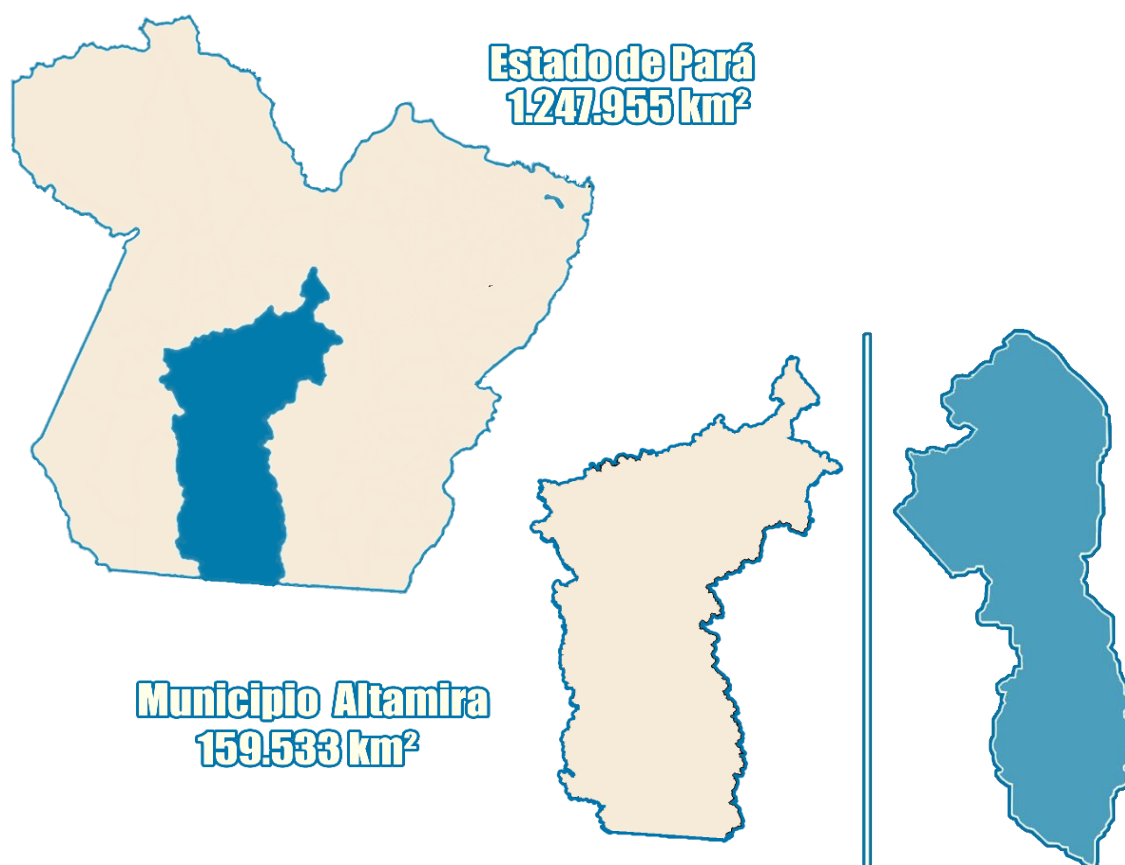 Estado de Pará
1.247.955 km²
Municipio Altamira
159.533 km²